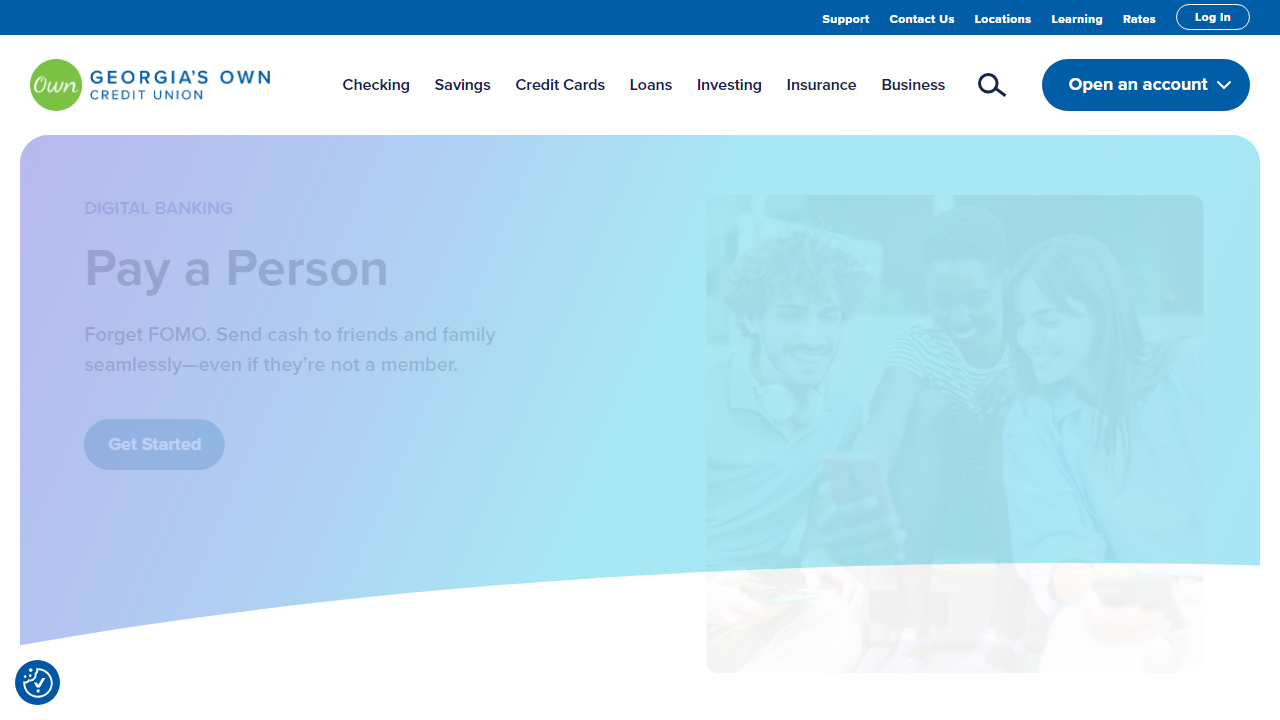 Support Contact Us Locations Learning Rates Log In
Own GEORGIA'S OWN
CREDIT UNION
Checking Savings Credit Cards Loans Investing Insurance Business
Open an account
DIGITAL BANKING
Pay a Person
Forget FOMO. Send cash to friends and family
seamlessly—even if they're not a member.
Get Started